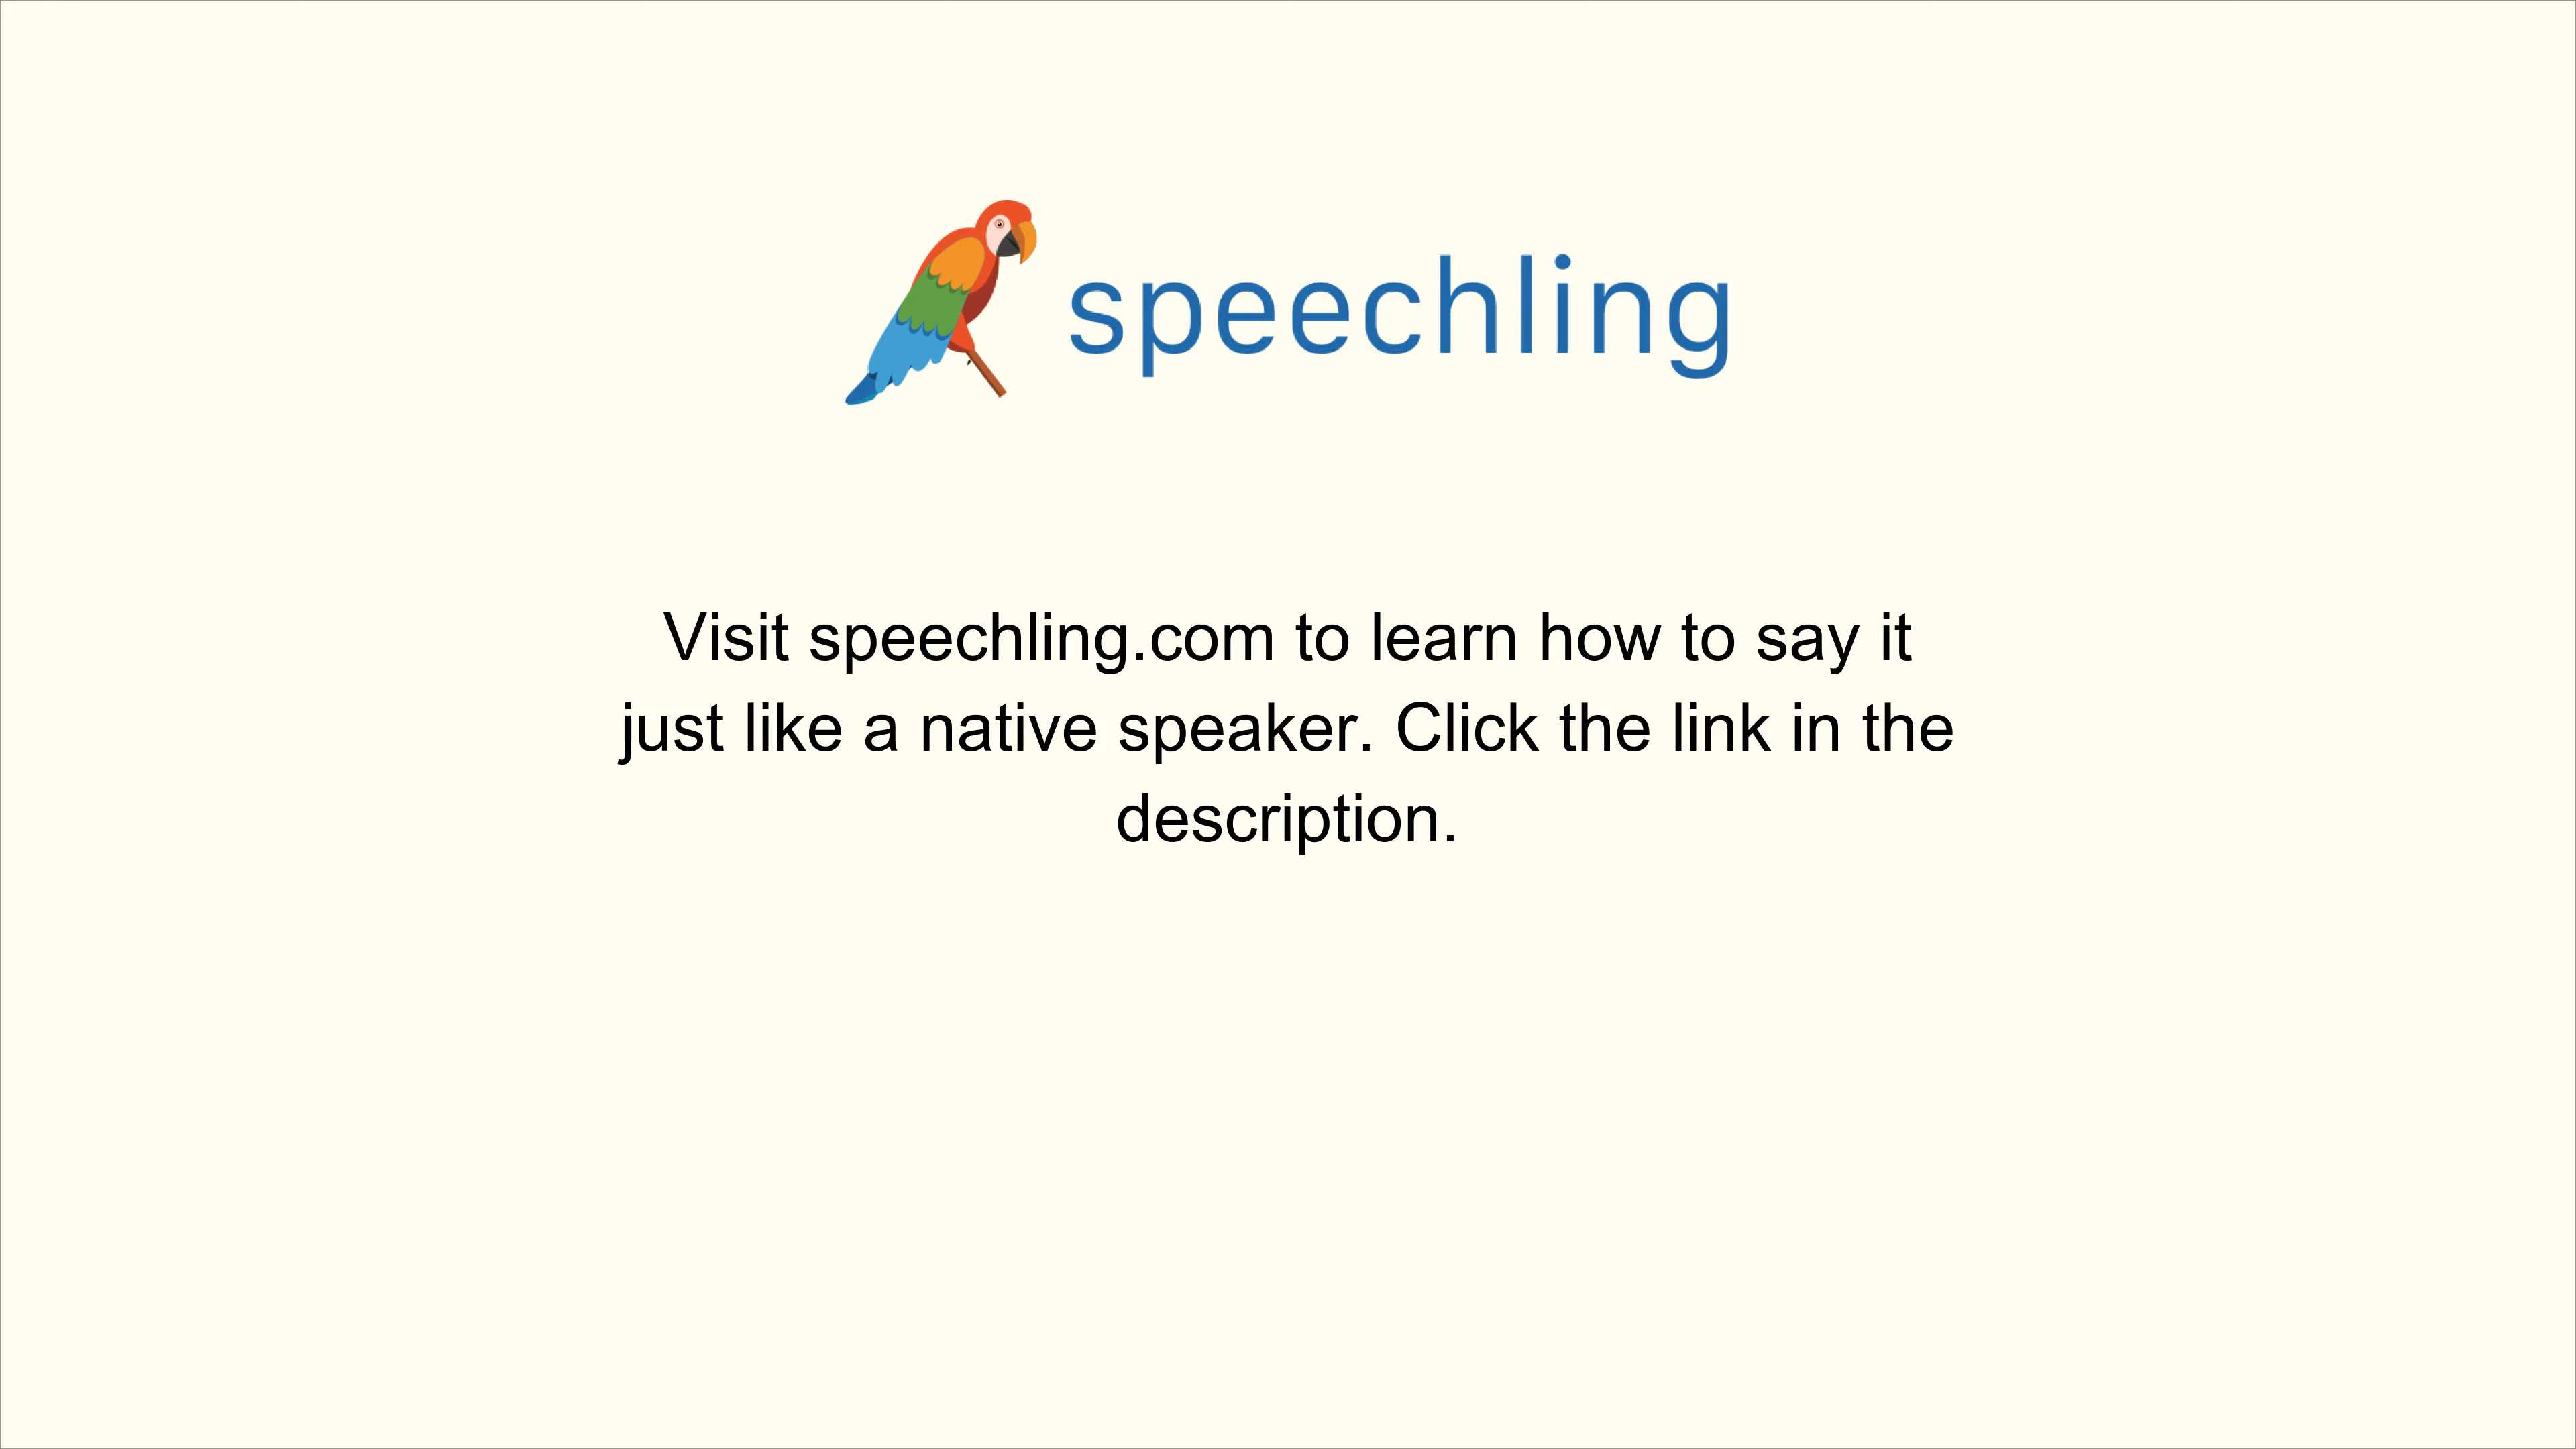 speechling
Visit speechling.com to learn how to say it
just like a native speaker. Click the link in the
description.